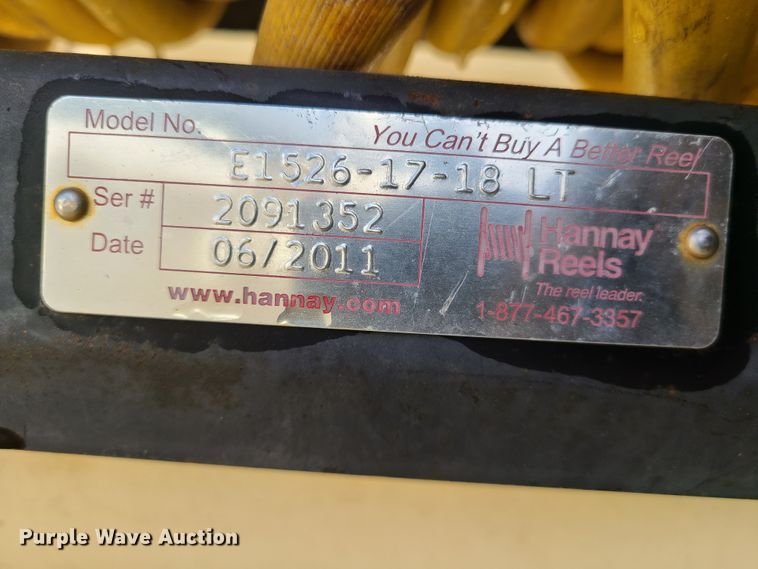 Model No.
You Can't Buy A Better Reel
E1526-17-18 LT
Ser # 2091352
Date 06/2011
Hannay
Reels
The reel leader.
www.hannay.com
1-877-467-3357
Purple Wave Auction